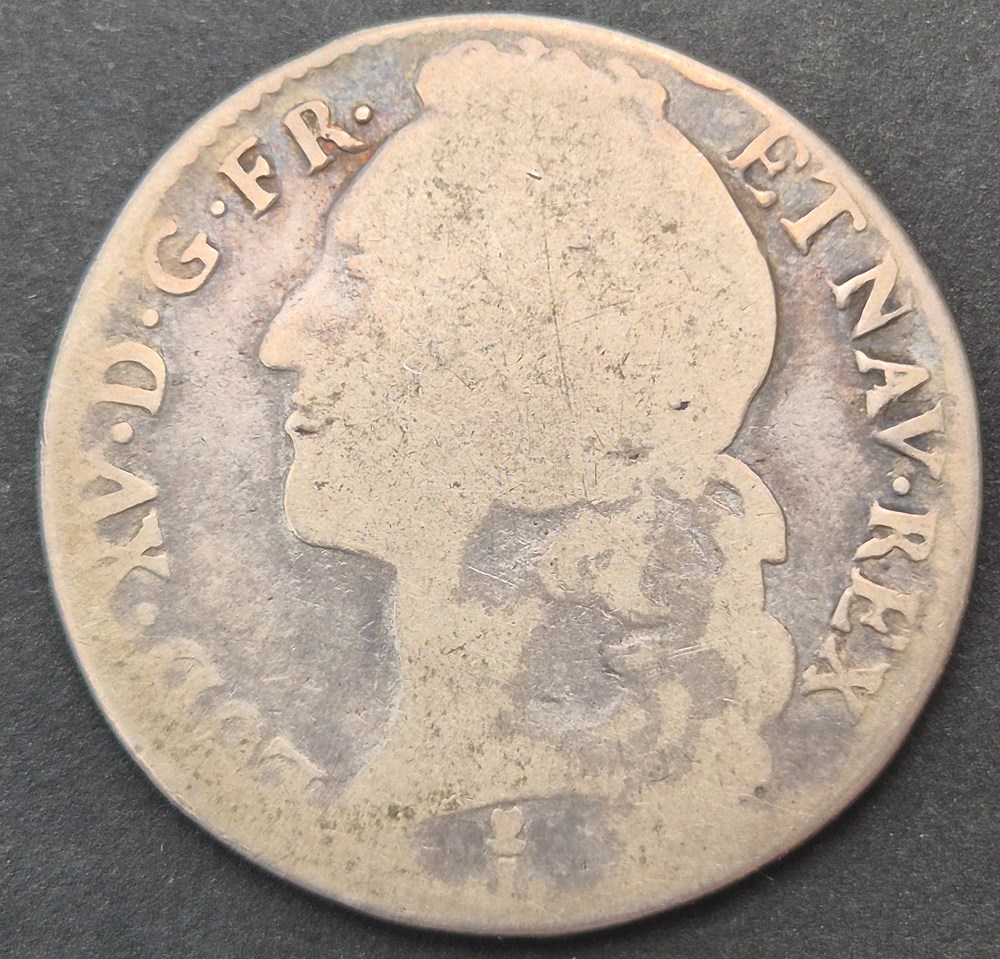 XV · D · G · FR · ET NAV · REX